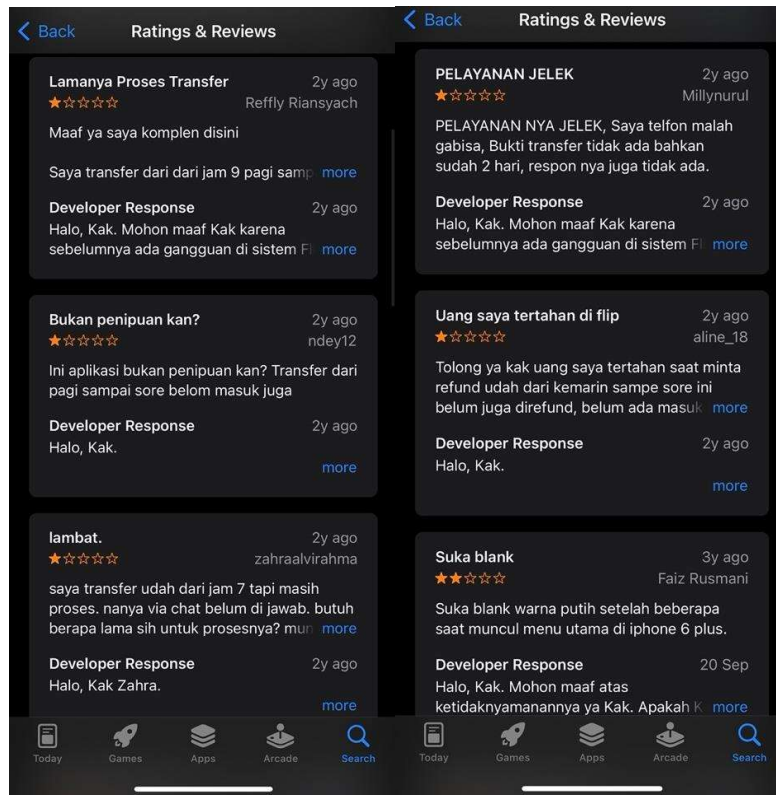 Back
Ratings & Reviews
Lamanya Proses Transfer
2y ago
★☆☆☆☆
Reffly Riansyach
Maaf ya saya komplen disini
Saya transfer dari dari jam 9 pagi samp more
Developer Response
2y ago
Halo, Kak. Mohon maaf Kak karena
sebelumnya ada gangguan di sistem Fl more
Bukan penipuan kan?
2y ago
★☆☆☆☆
ndey12
Ini aplikasi bukan penipuan kan? Transfer dari
pagi sampai sore belom masuk juga
Developer Response
2y ago
Halo, Kak.
more
lambat.
2y ago
★☆☆☆☆
zahraalvirahma
saya transfer udah dari jam 7 tapi masih
proses. nanya via chat belum di jawab. butuh
berapa lama sih untuk prosesnya? mun more
Developer Response
2y ago
Halo, Kak Zahra.
more
Today
Games
Apps
Arcade
Search
Back
Ratings & Reviews
PELAYANAN JELEK
2y ago
★☆☆☆☆
Millynurul
PELAYANAN NYA JELEK, Saya telfon malah
gabisa, Bukti transfer tidak ada bahkan
sudah 2 hari, respon nya juga tidak ada.
Developer Response
2y ago
Halo, Kak. Mohon maaf Kak karena
sebelumnya ada gangguan di sistem Fl more
Uang saya tertahan di flip
2y ago
★☆☆☆☆
aline_18
Tolong ya kak uang saya tertahan saat minta
refund udah dari kemarin sampe sore ini
belum juga direfund, belum ada masuk more
Developer Response
2y ago
Halo, Kak.
more
Suka blank
3y ago
★★☆☆☆
Faiz Rusmani
Suka blank warna putih setelah beberapa
saat muncul menu utama di iphone 6 plus.
Developer Response
20 Sep
Halo, Kak. Mohon maaf atas
ketidaknyamanannya ya Kak. Apakah K more
Today
Games
Apps
Arcade
Search